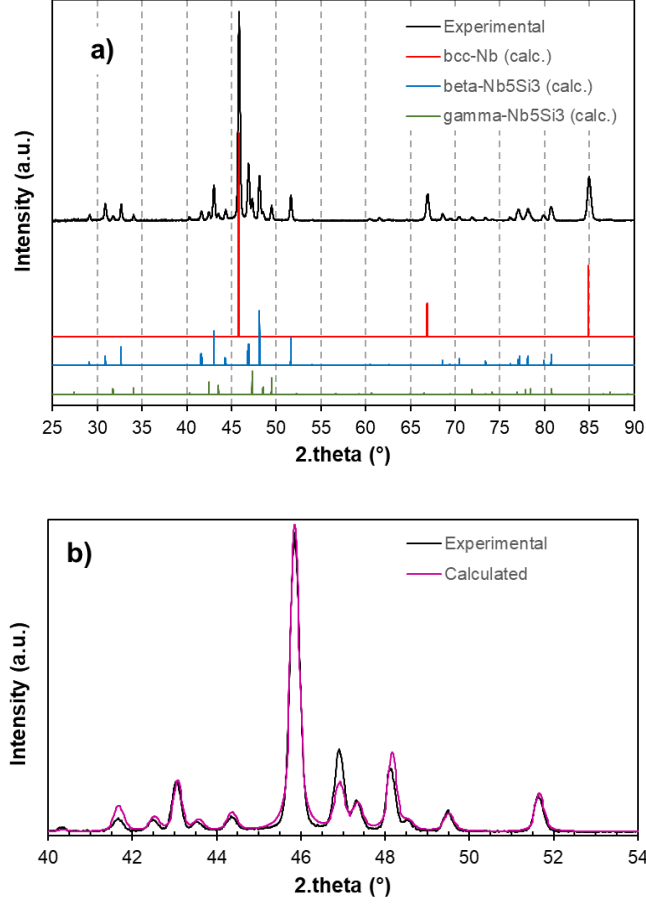 a)
Experimental
bcc-Nb (calc.)
beta-Nb5Si3 (calc.)
gamma-Nb5Si3 (calc.)
Intensity (a.u.)
25 30 35 40 45 50 55 60 65 70 75 80 85 90
2.theta (°)
b)
Experimental
Calculated
Intensity (a.u.)
40 42 44 46 48 50 52 54
2.theta (°)